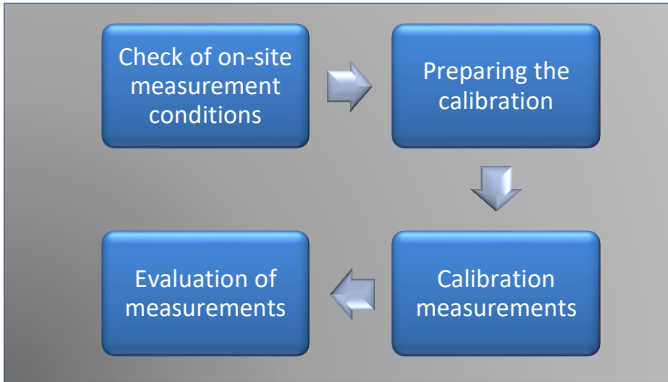 Check of on-site
measurement
conditions
Preparing the
calibration
Calibration
measurements
Evaluation of
measurements